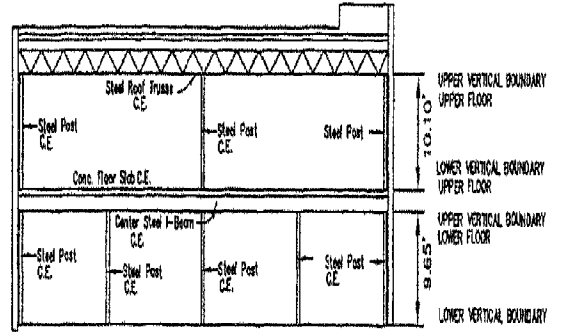 UPPER VERTICAL BOUNDARY
UPPER FLOOR
Steel Roof Trusses
C.E.
Steel Post
C.E.
Steel Post
C.E.
Steel Post
10.10'
Conc. Floor Slab C.E.
LOWER VERTICAL BOUNDARY
UPPER FLOOR
Center Steel I-Beam
C.E.
UPPER VERTICAL BOUNDARY
LOWER FLOOR
Steel Post
C.E.
Steel Post
C.E.
Steel Post
C.E.
Steel Post
C.E.
9.65'
LOWER VERTICAL BOUNDARY